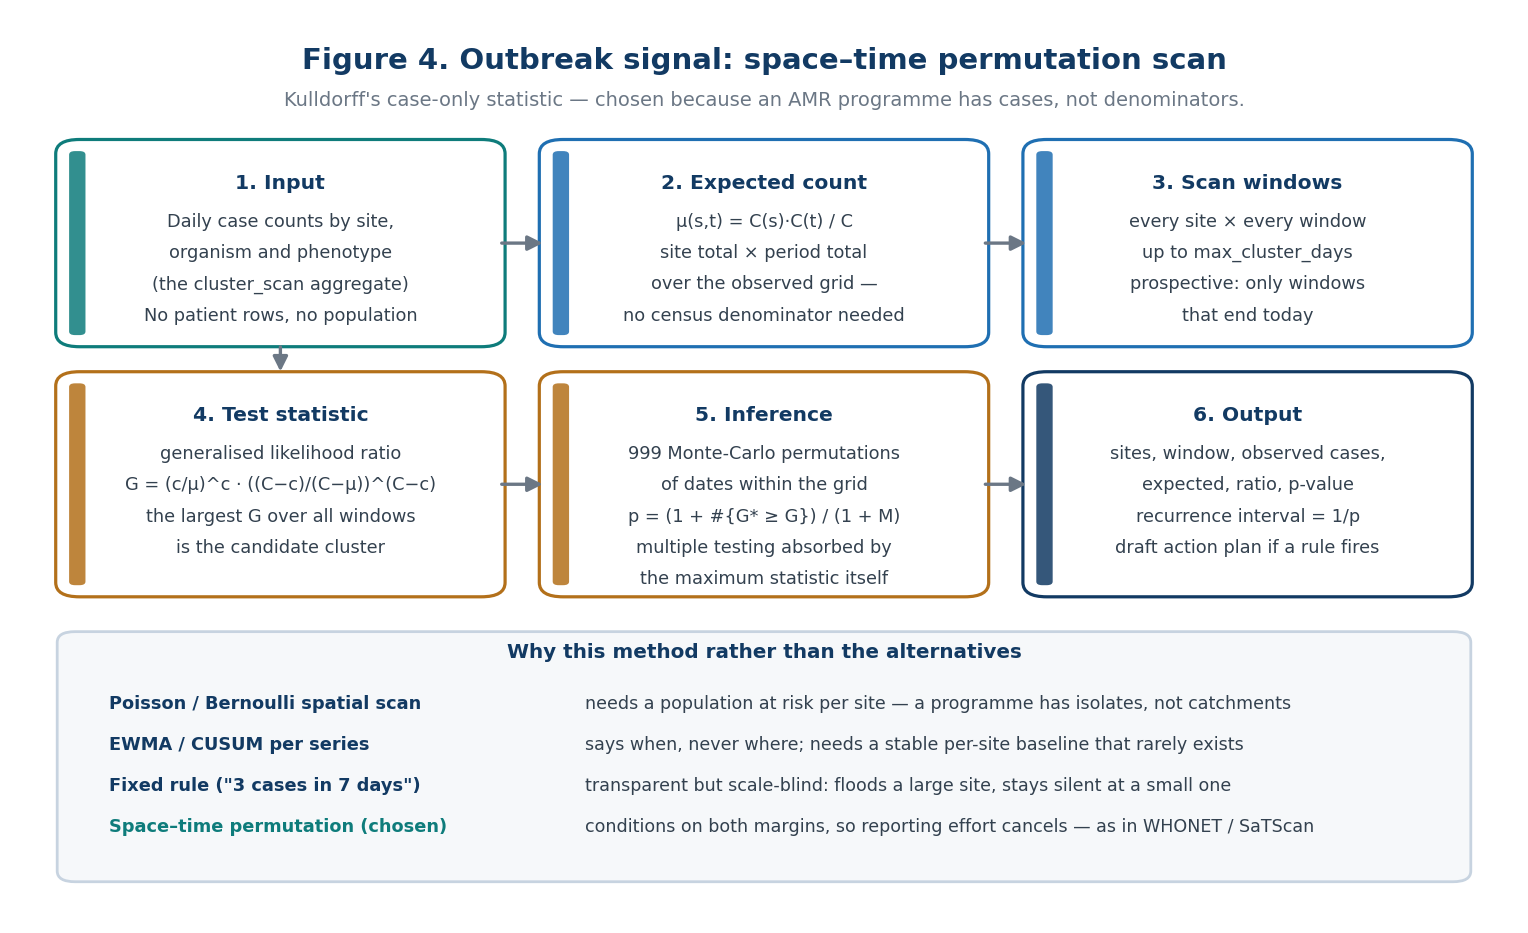 Figure 4. Outbreak signal: space–time permutation scan
Kulldorff's case-only statistic — chosen because an AMR programme has cases, not denominators.
1. Input
Daily case counts by site,
organism and phenotype
(the cluster_scan aggregate)
No patient rows, no population
2. Expected count
μ(s,t) = C(s)·C(t) / C
site total × period total
over the observed grid —
no census denominator needed
3. Scan windows
every site × every window
up to max_cluster_days
prospective: only windows
that end today
4. Test statistic
generalised likelihood ratio
G = (c/μ)^c · ((C−c)/(C−μ))^(C−c)
the largest G over all windows
is the candidate cluster
5. Inference
999 Monte-Carlo permutations
of dates within the grid
p = (1 + #{G* ≥ G}) / (1 + M)
multiple testing absorbed by
the maximum statistic itself
6. Output
sites, window, observed cases,
expected, ratio, p-value
recurrence interval = 1/p
draft action plan if a rule fires
Why this method rather than the alternatives
Poisson / Bernoulli spatial scan needs a population at risk per site — a programme has isolates, not catchments
EWMA / CUSUM per series says when, never where; needs a stable per-site baseline that rarely exists
Fixed rule ("3 cases in 7 days") transparent but scale-blind: floods a large site, stays silent at a small one
Space–time permutation (chosen) conditions on both margins, so reporting effort cancels — as in WHONET / SaTScan